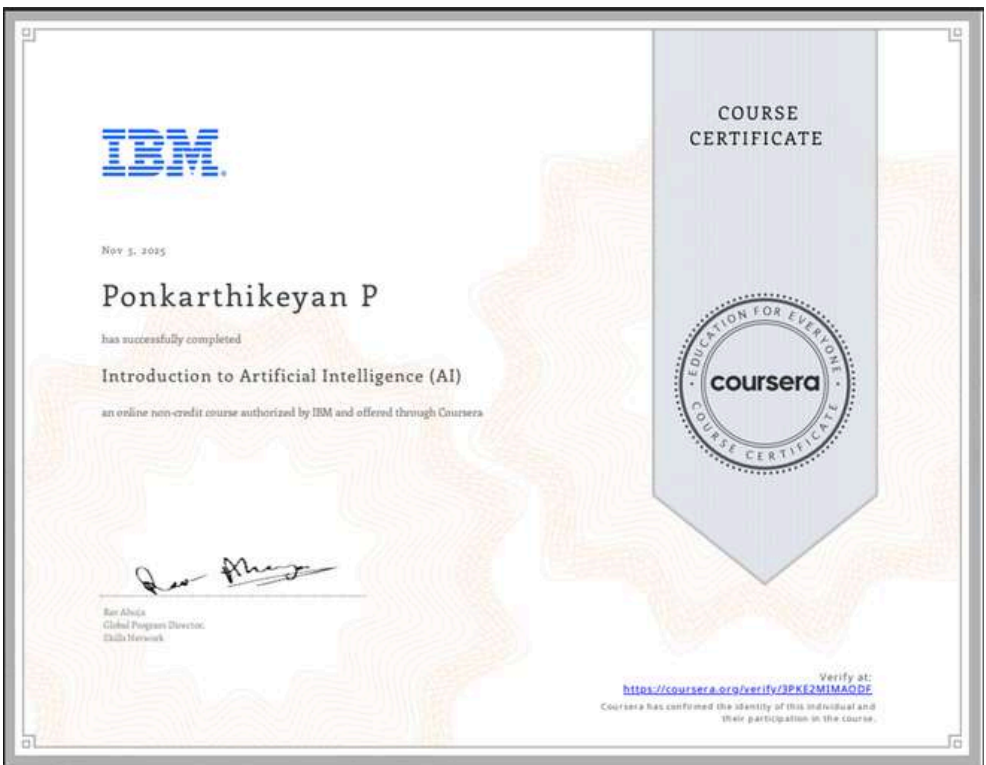 IBM
COURSE
CERTIFICATE
Nov 3, 2025
Ponkarthikeyan P
has successfully completed
Introduction to Artificial Intelligence (AI)
an online non-credit course authorized by IBM and offered through Coursera
EDUCATION FOR EVERYONE
coursera
COURSE CERTIFICATE
Rav Ahuja
Global Program Director,
Skills Network
Verify at:
https://coursera.org/verify/3PKE2MIMAODF
Coursera has confirmed the identity of this individual and
their participation in the course.